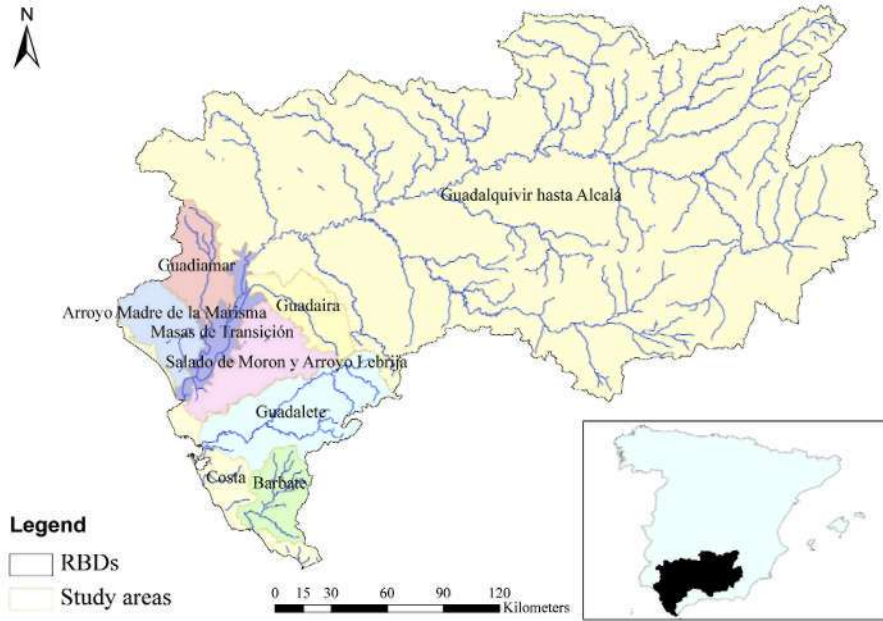 N
Guadalquivir hasta Alcalá
Guadiamar
Guadaira
Arroyo Madre de la Marisma
Masas de Transición
Salado de Moron y Arroyo Lebrija
Guadalete
Costa
Barbate
Legend
RBDs
Study areas
0 15 30 60 90 120
Kilometers